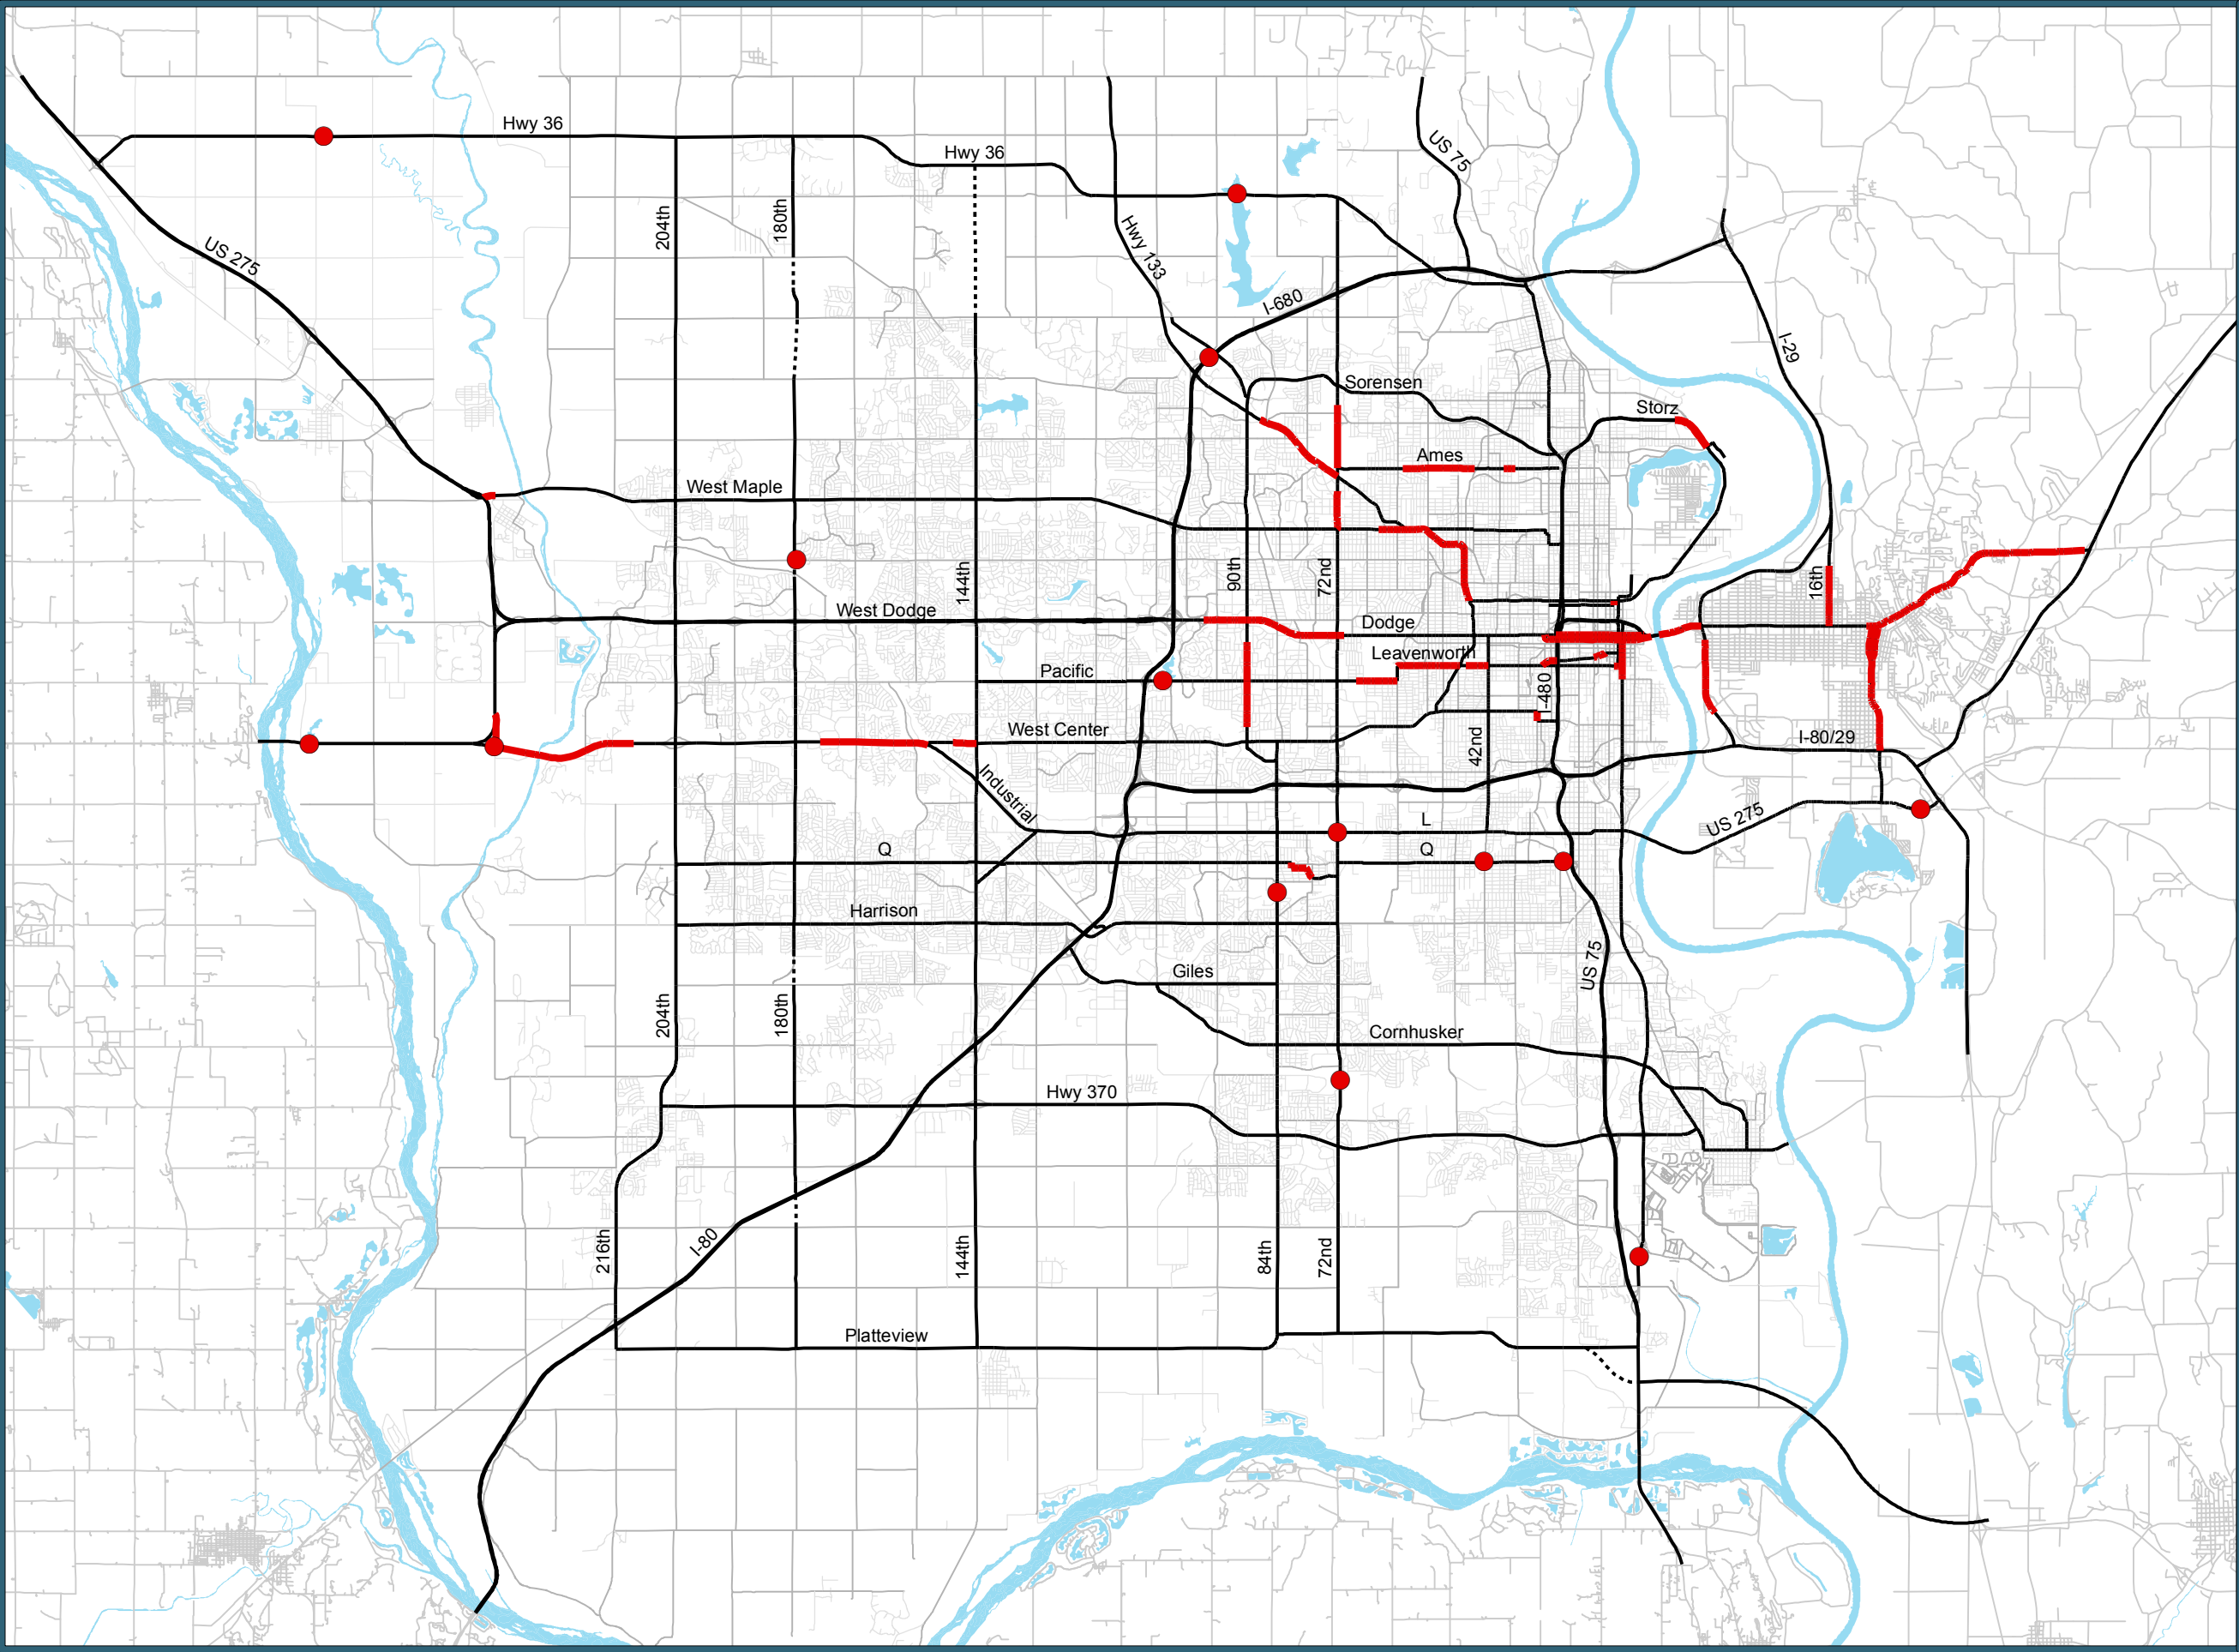 Hwy 36
Hwy 36
US 75
204th
180th
Hwy 133
US 275
I-680
I-29
Sorensen
Storz
Ames
West Maple
144th
90th
72nd
16th
West Dodge
Dodge
Leavenworth
Pacific
I-480
West Center
42nd
I-80/29
Industrial
L
US 275
Q
Q
Harrison
US 75
Giles
204th
180th
Cornhusker
Hwy 370
216th
I-80
144th
84th
72nd
Platteview